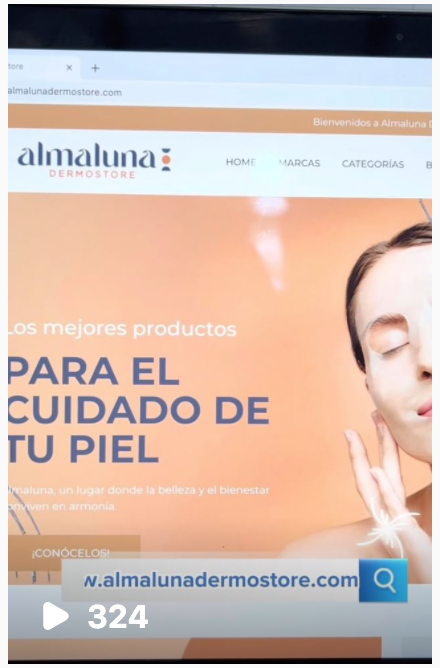 tore × +
almalunadermostore.com
Bienvenidos a Almaluna
almaluna
DERMOSTORE
HOME MARCAS CATEGORÍAS B
Los mejores productos
PARA EL
CUIDADO DE
TU PIEL
almaluna, un lugar donde la belleza y el bienestar
conviven en armonía.
¡CONÓCELOS!
w.almalunadermostore.com
324